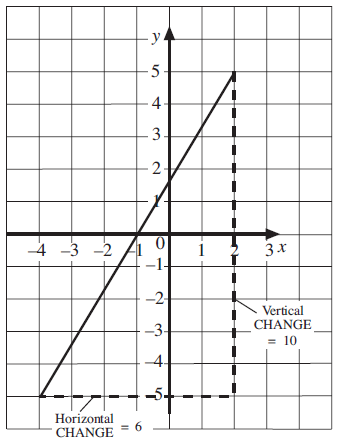 y
5
4
3
2
1
–4 –3 –2 –1 0 1 2 3 x
–1
–2
–3
–4
–5
Vertical
CHANGE
= 10
Horizontal
CHANGE = 6